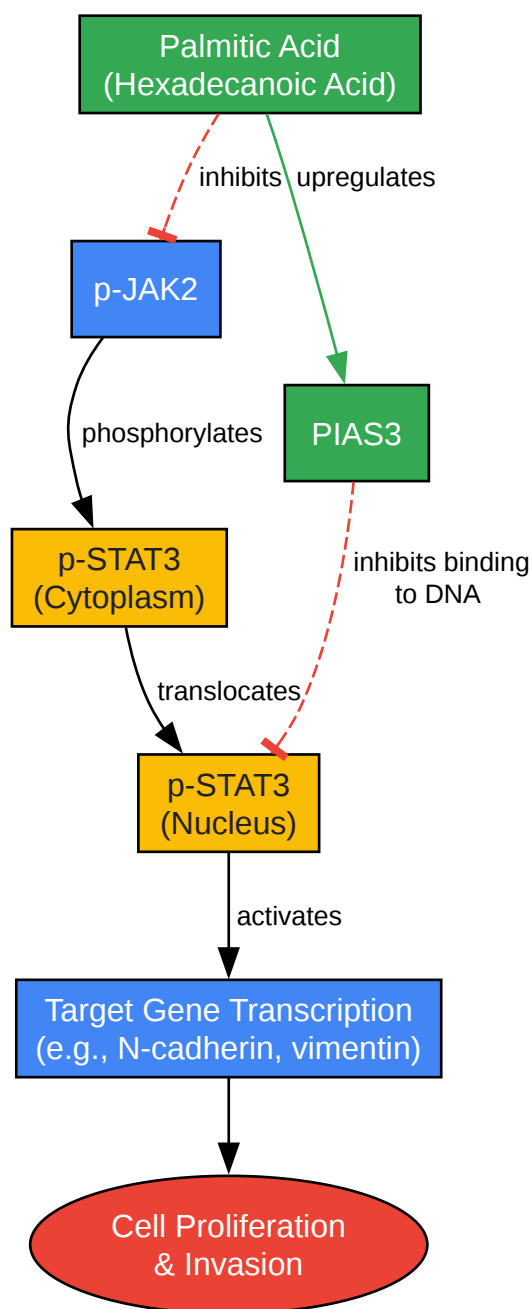 Palmitic Acid
(Hexadecanoic Acid)
inhibits
upregulates
p-JAK2
PIAS3
phosphorylates
p-STAT3
(Cytoplasm)
inhibits binding
to DNA
translocates
p-STAT3
(Nucleus)
activates
Target Gene Transcription
(e.g., N-cadherin, vimentin)
Cell Proliferation
& Invasion